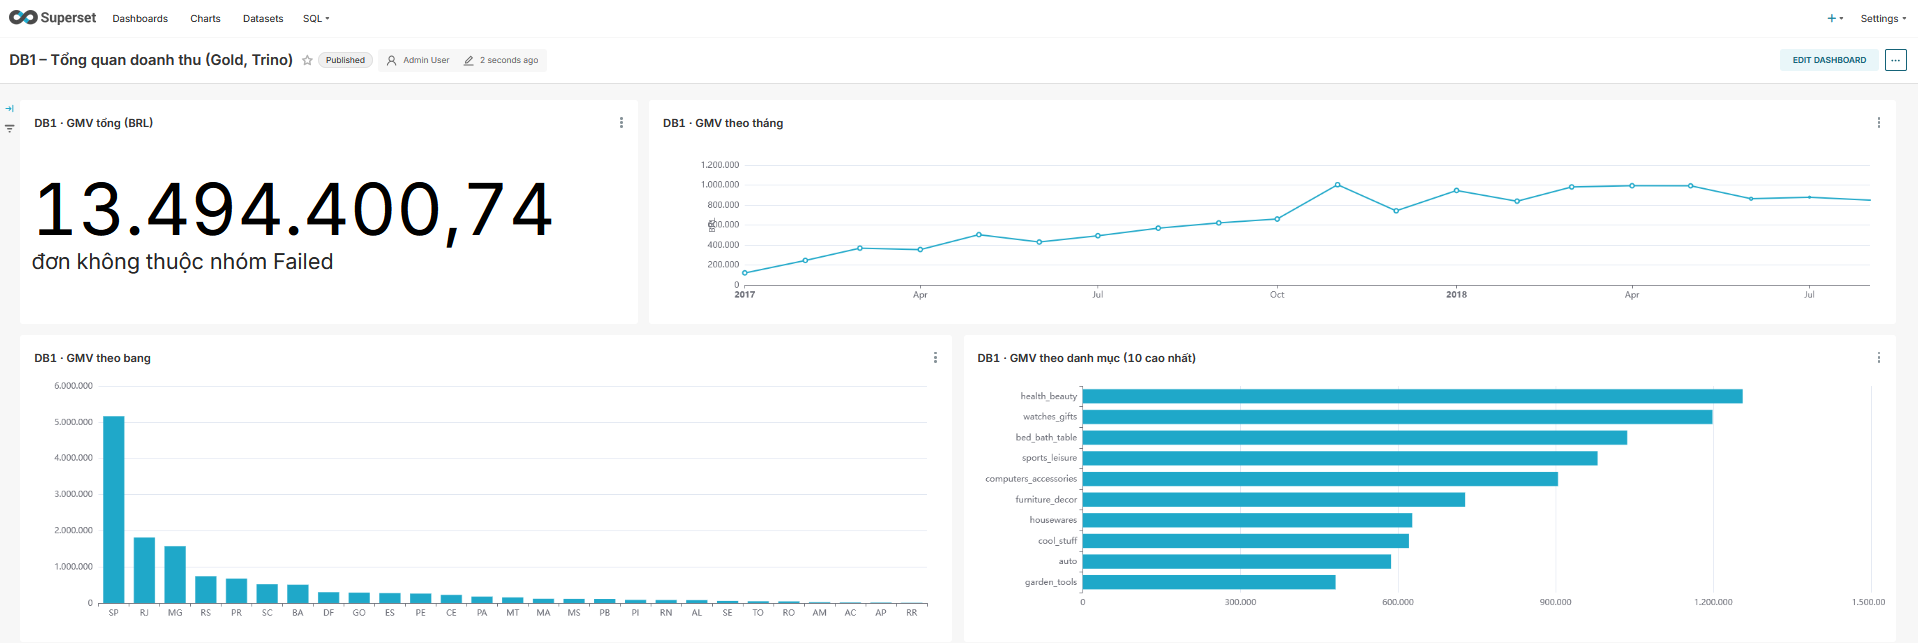 Superset Dashboards Charts Datasets SQL + Settings
DB1 – Tổng quan doanh thu (Gold, Trino) Published Admin User 2 seconds ago EDIT DASHBOARD ...
DB1 · GMV tổng (BRL)
13.494.400,74
đơn không thuộc nhóm Failed
DB1 · GMV theo tháng
1.200.000
1.000.000
800.000
600.000
400.000
200.000
0
2017 Apr Jul Oct 2018 Apr Jul
DB1 · GMV theo bang
6.000.000
5.000.000
4.000.000
3.000.000
2.000.000
1.000.000
0
SP RJ MG RS PR SC BA DF GO ES PE CE PA MT MA MS PB PI RN AL SE TO RO AM AC AP RR
DB1 · GMV theo danh mục (10 cao nhất)
health_beauty
watches_gifts
bed_bath_table
sports_leisure
computers_accessories
furniture_decor
housewares
cool_stuff
auto
garden_tools
0 300.000 600.000 900.000 1.200.000 1.500.00